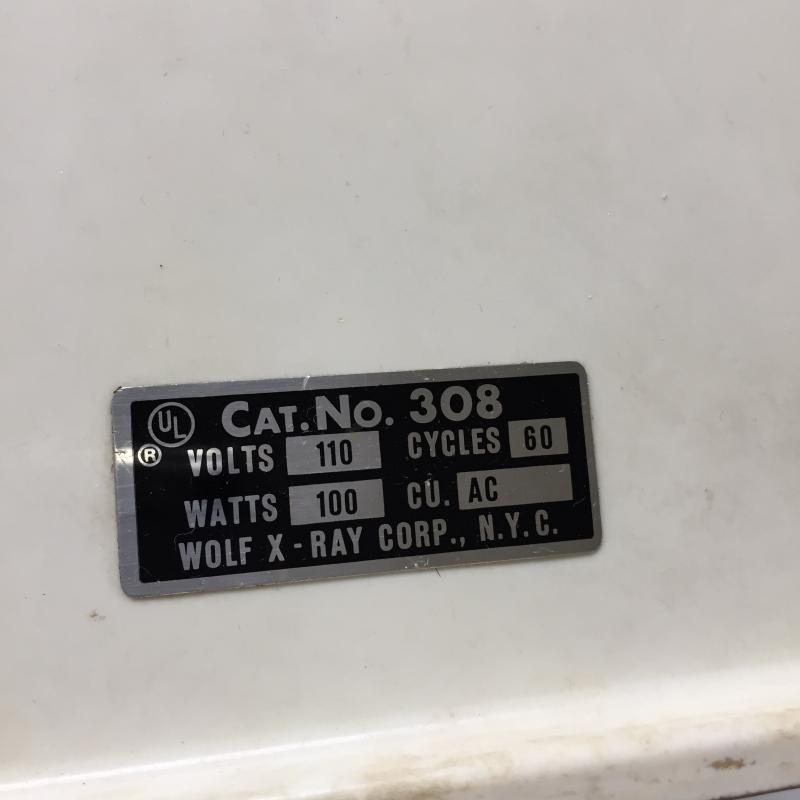 UL CAT. NO. 308
® VOLTS 110 CYCLES 60
WATTS 100 CU. AC
WOLF X-RAY CORP., N.Y.C.